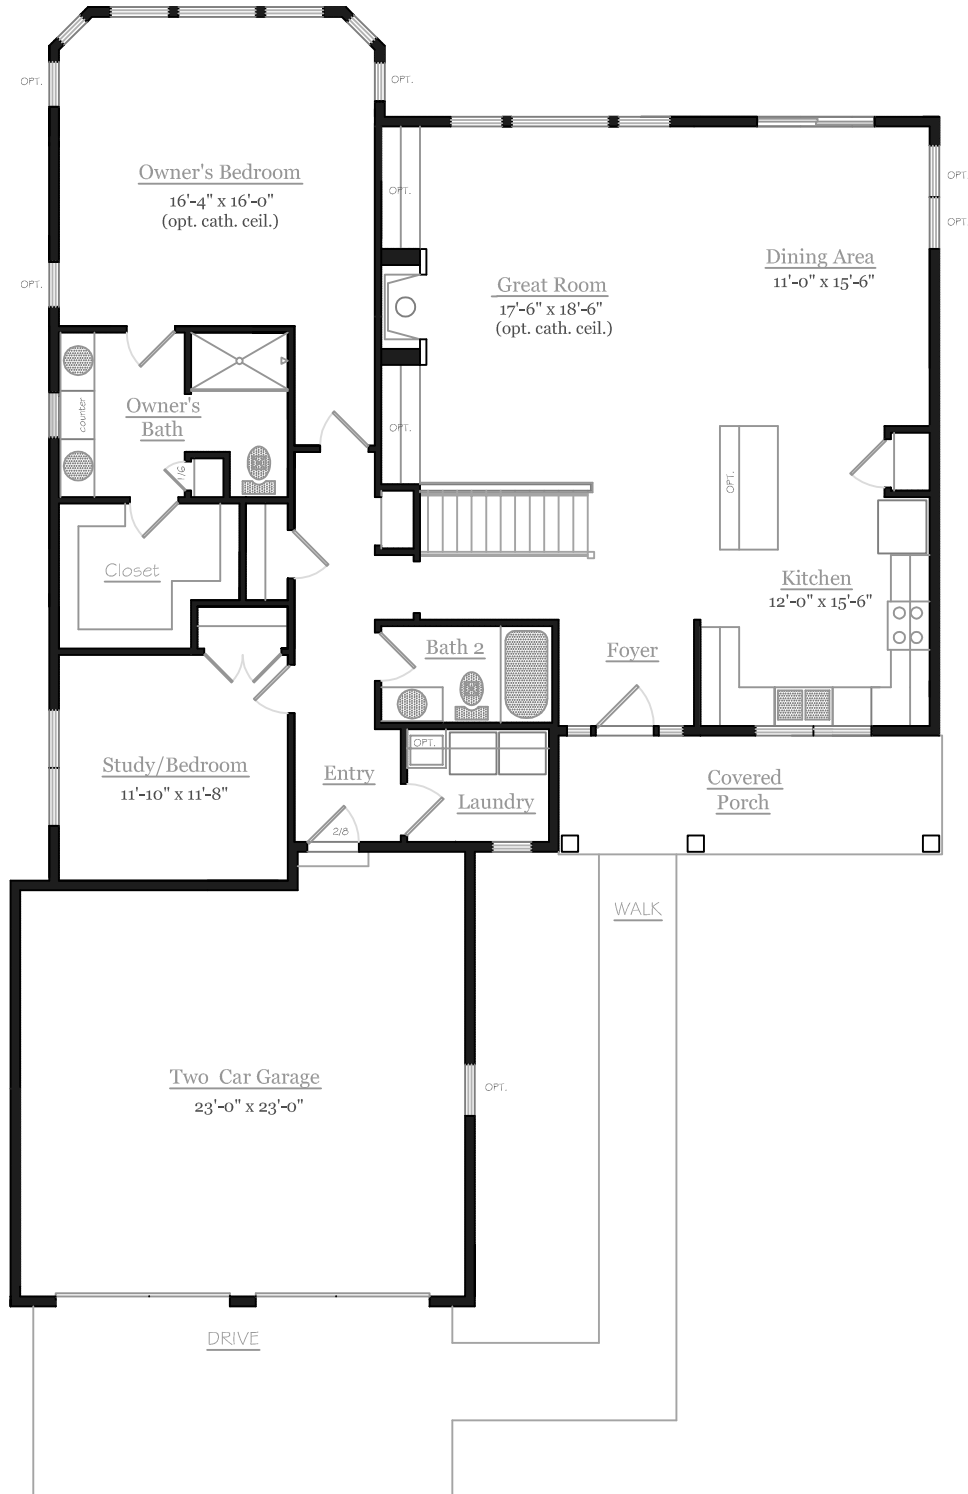 OPT.
OPT.
Owner's Bedroom
16'-4" x 16'-0"
(opt. cath. ceil.)
OPT.
OPT.
OPT.
OPT.
Dining Area
11'-0" x 15'-6"
Great Room
17'-6" x 18'-6"
(opt. cath. ceil.)
OPT.
counter
Owner's
Bath
OPT.
1/6
OPT.
Closet
Kitchen
12'-0" x 15'-6"
Bath 2
Foyer
OPT.
Study/Bedroom
11'-10" x 11'-8"
Entry
Laundry
2/8
Covered
Porch
WALK
Two Car Garage
23'-0" x 23'-0"
OPT.
DRIVE